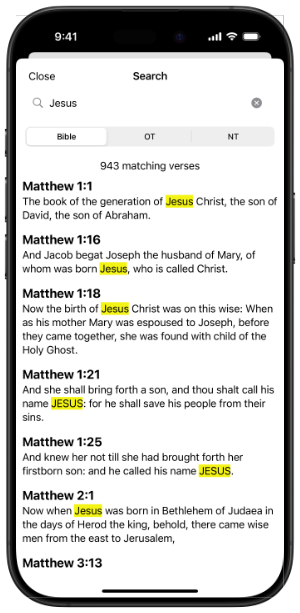 9:41
Close
Search
Jesus
Bible
OT
NT
943 matching verses
Matthew 1:1
The book of the generation of Jesus Christ, the son of
David, the son of Abraham.
Matthew 1:16
And Jacob begat Joseph the husband of Mary, of
whom was born Jesus, who is called Christ.
Matthew 1:18
Now the birth of Jesus Christ was on this wise: When
as his mother Mary was espoused to Joseph, before
they came together, she was found with child of the
Holy Ghost.
Matthew 1:21
And she shall bring forth a son, and thou shalt call his
name JESUS: for he shall save his people from their
sins.
Matthew 1:25
And knew her not till she had brought forth her
firstborn son: and he called his name JESUS.
Matthew 2:1
Now when Jesus was born in Bethlehem of Judaea in
the days of Herod the king, behold, there came wise
men from the east to Jerusalem,
Matthew 3:13